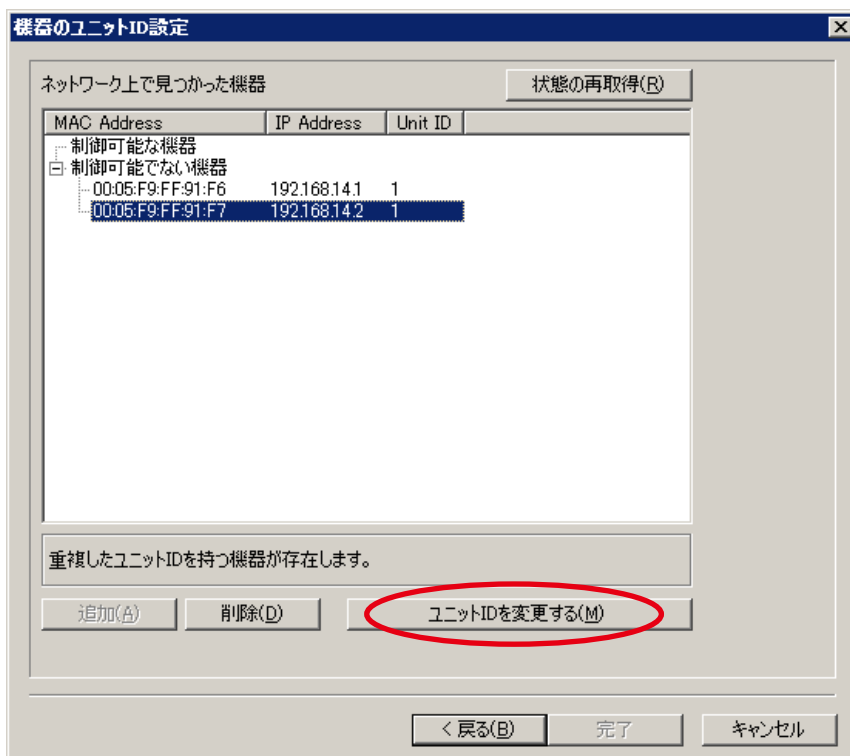 機器のユニットID設定
ネットワーク上で見つかった機器
状態の再取得(R)
MAC Address IP Address Unit ID
制御可能な機器
制御可能でない機器
00:05:F9:FF:91:F6 192.168.14.1 1
00:05:F9:FF:91:F7 192.168.14.2 1
重複したユニットIDを持つ機器が存在します。
追加(A) 削除(D) ユニットIDを変更する(M)
< 戻る(B) 完了 キャンセル